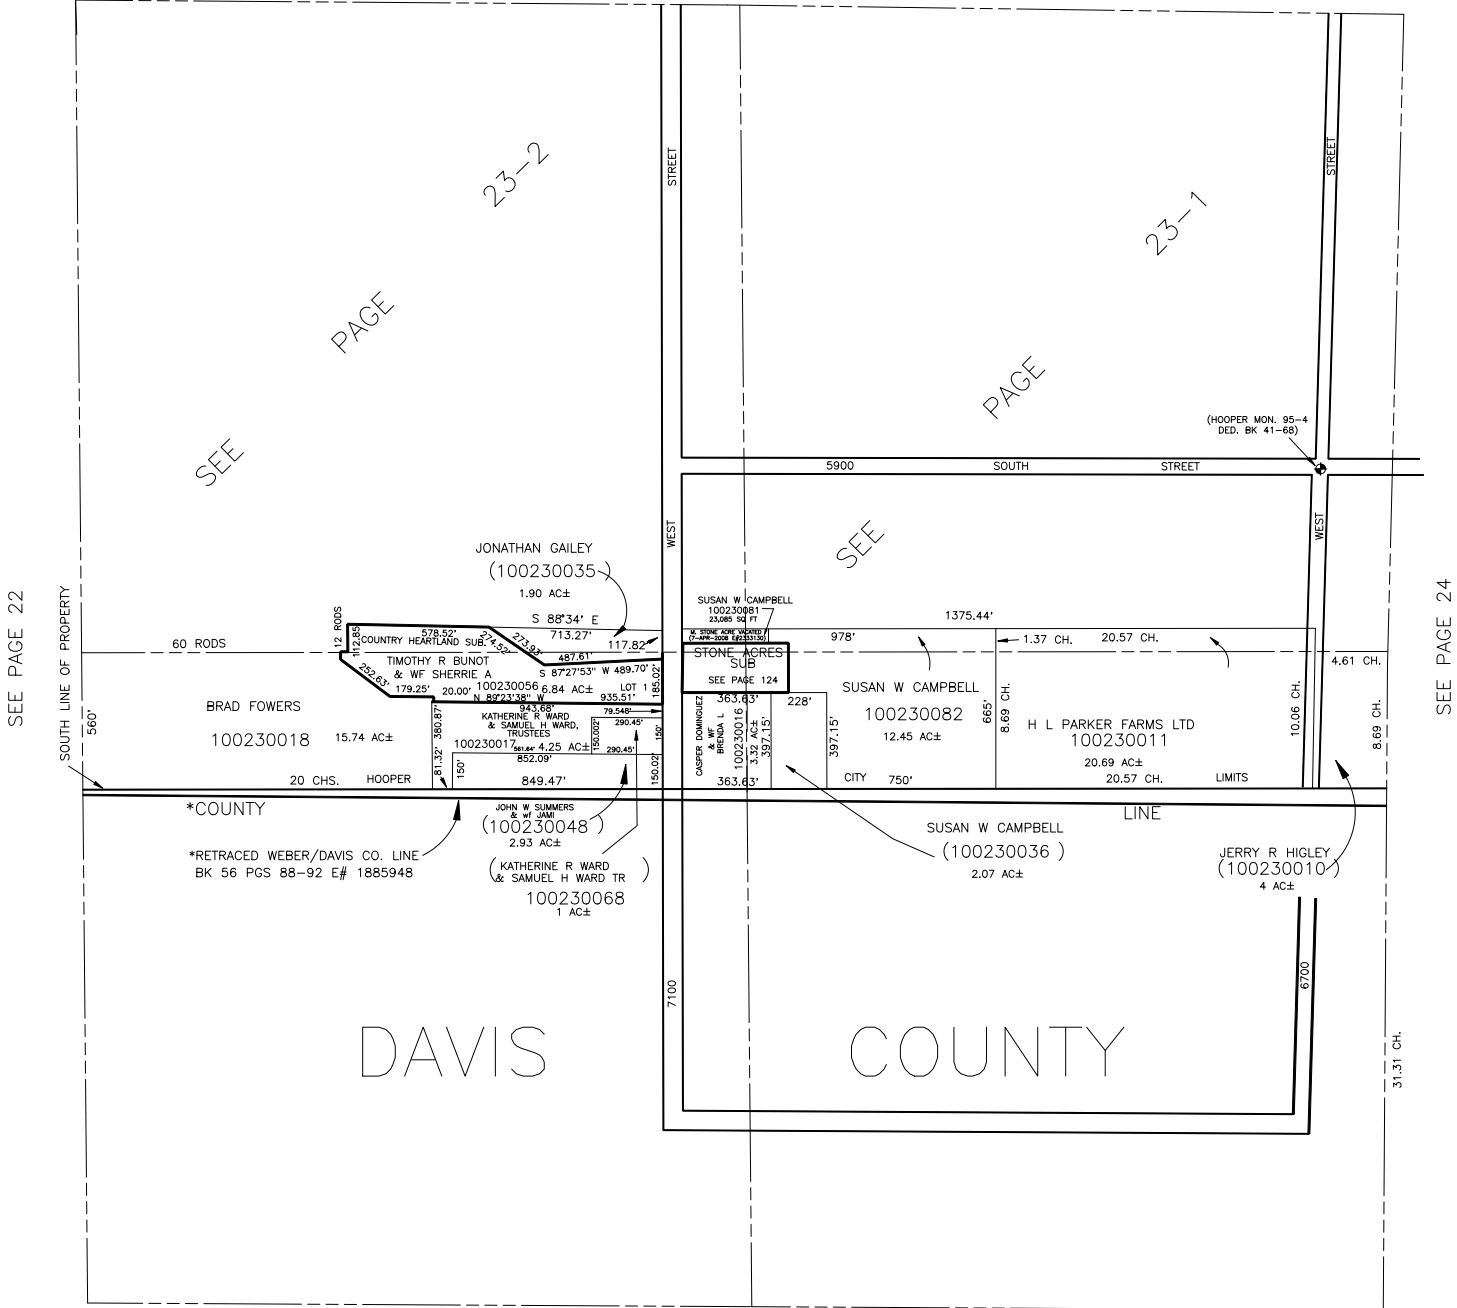 23-2
STREET
STREET
23-1
PAGE
PAGE
SEE
(HOOPER MON. 95-4
DED. BK 41-68)
5900 SOUTH STREET
WEST
WEST
SEE
JONATHAN GAILEY
(100230035)
1.90 AC±
S 88°34' E
713.27'
117.82'
SEE PAGE 22
SOUTH LINE OF PROPERTY
560'
60 RODS
12 RODS
112.85
578.52'
COUNTRY HEARTLAND SUB.
274.52'
273.93'
487.61'
TIMOTHY R BUNOT
& WF SHERRIE A
S 87°27'53" W 489.70'
252.63'
179.25'
20.00'
100230056 6.84 AC±
LOT 1
185.02'
N 89°23'38" W
935.51'
943.68'
79.548'
BRAD FOWERS
100230018
15.74 AC±
380.87'
81.32'
KATHERINE R WARD
& SAMUEL H WARD,
TRUSTEES
100230017
561.64'
4.25 AC±
150.002'
290.45'
150'
290.45'
852.09'
150'
849.47'
150.02'
20 CHS. HOOPER
SUSAN W CAMPBELL
100230081
23,085 SQ FT
M. STONE ACRE VACATED
(7-APR-2008 E#2333130)
STONE ACRES
SUB
SEE PAGE 124
363.63'
CASPER DOMINGUEZ
& WF
BRENDA L
100230016
3.32 AC±
397.15'
363.63'
228'
397.15'
1375.44'
978'
SUSAN W CAMPBELL
100230082
12.45 AC±
665'
8.69 CH.
CITY 750'
1.37 CH.
20.57 CH.
H L PARKER FARMS LTD
100230011
20.69 AC±
20.57 CH.
LIMITS
10.06 CH.
4.61 CH.
8.69 CH.
SEE PAGE 24
*COUNTY
LINE
*RETRACED WEBER/DAVIS CO. LINE
BK 56 PGS 88-92 E# 1885948
JOHN W SUMMERS
& wf JAMI
(100230048 )
2.93 AC±
(KATHERINE R WARD
& SAMUEL H WARD TR )
100230068
1 AC±
SUSAN W CAMPBELL
(100230036 )
2.07 AC±
JERRY R HIGLEY
(100230010)
4 AC±
7100
6700
DAVIS COUNTY
31.31 CH.